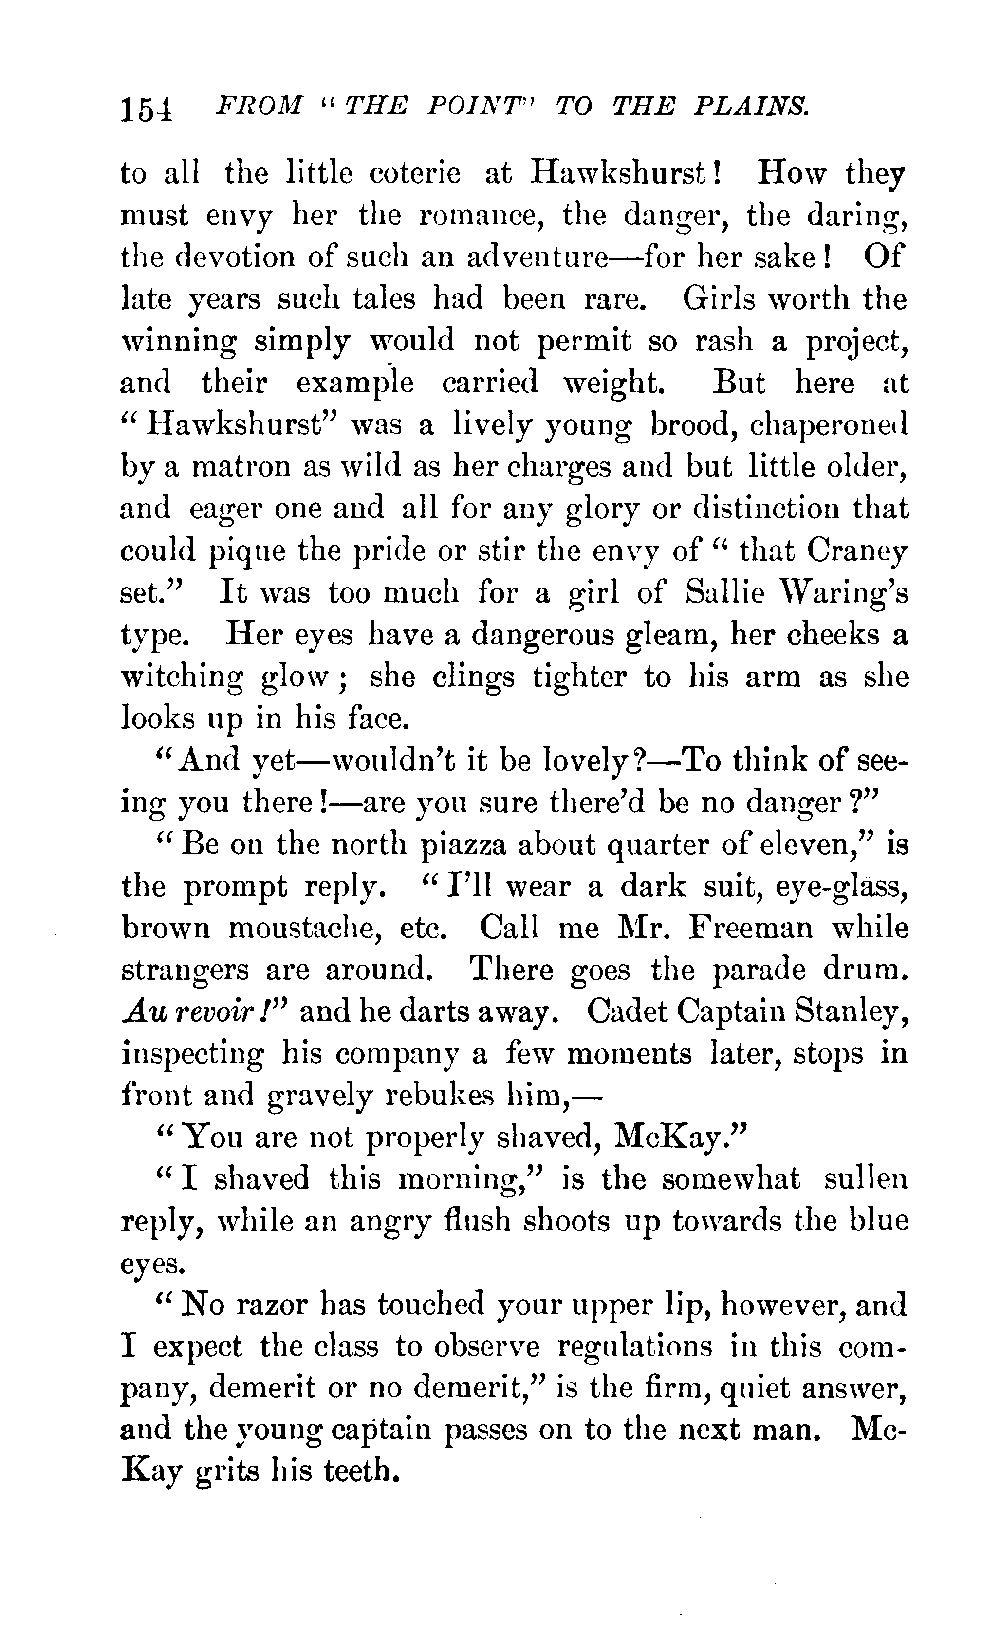 154 FROM "THE POINT" TO THE PLAINS.
to all the little coterie at Hawkshurst! How they
must envy her the romance, the danger, the daring,
the devotion of such an adventure—for her sake! Of
late years such tales had been rare. Girls worth the
winning simply would not permit so rash a project,
and their example carried weight. But here at
"Hawkshurst" was a lively young brood, chaperoned
by a matron as wild as her charges and but little older,
and eager one and all for any glory or distinction that
could pique the pride or stir the envy of "that Craney
set." It was too much for a girl of Sallie Waring's
type. Her eyes have a dangerous gleam, her cheeks a
witching glow; she clings tighter to his arm as she
looks up in his face.
"And yet—wouldn't it be lovely?—To think of see-
ing you there!—are you sure there'd be no danger?"
"Be on the north piazza about quarter of eleven," is
the prompt reply. "I'll wear a dark suit, eye-glass,
brown moustache, etc. Call me Mr. Freeman while
strangers are around. There goes the parade drum.
Au revoir!" and he darts away. Cadet Captain Stanley,
inspecting his company a few moments later, stops in
front and gravely rebukes him,—
"You are not properly shaved, McKay."
"I shaved this morning," is the somewhat sullen
reply, while an angry flush shoots up towards the blue
eyes.
"No razor has touched your upper lip, however, and
I expect the class to observe regulations in this com-
pany, demerit or no demerit," is the firm, quiet answer,
and the young captain passes on to the next man. Mc-
Kay grits his teeth.